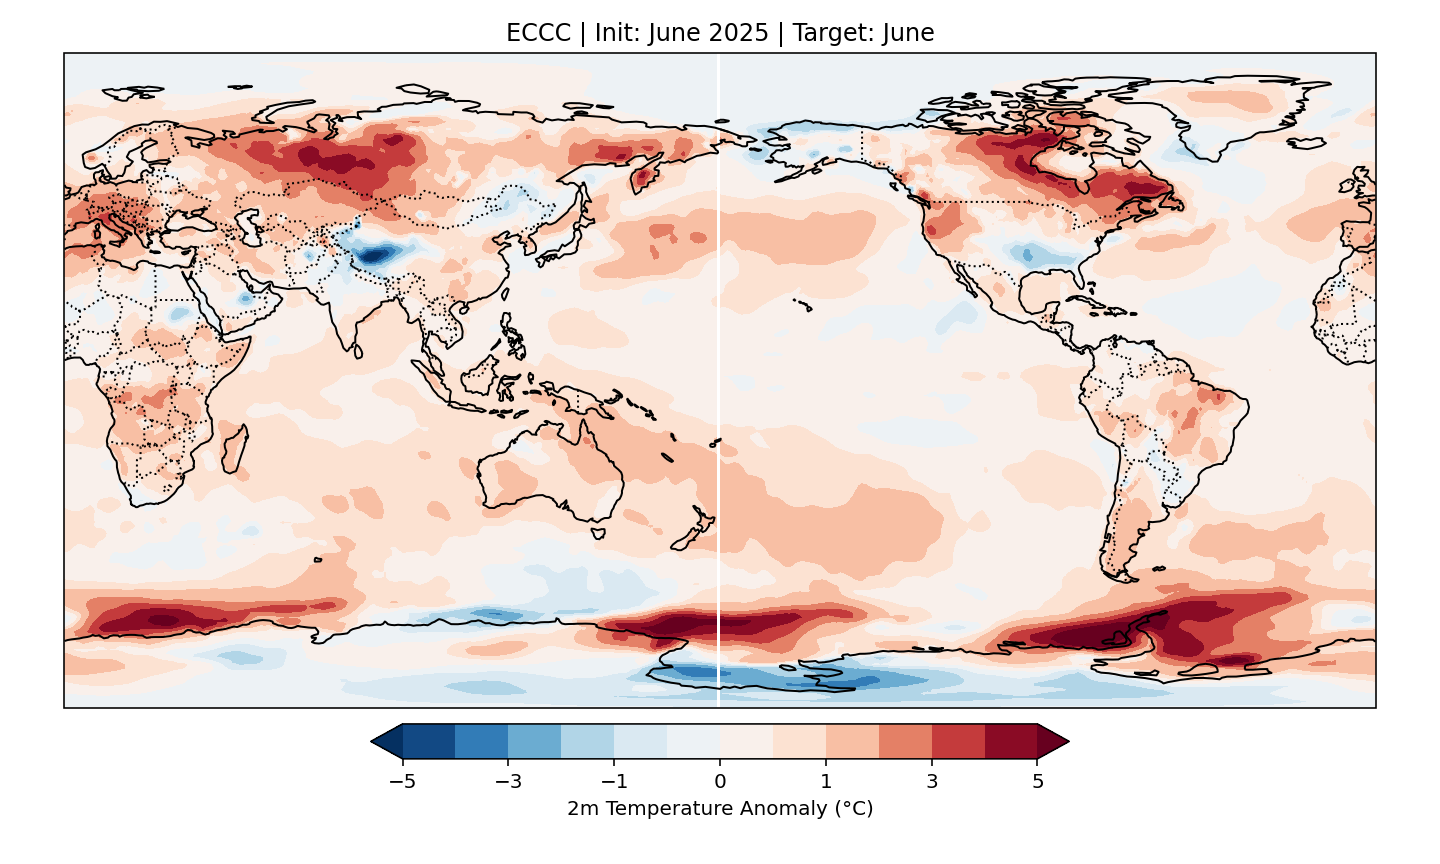 ECCC | Init: June 2025 | Target: June
−5 −3 −1 0 1 3 5
2m Temperature Anomaly (°C)